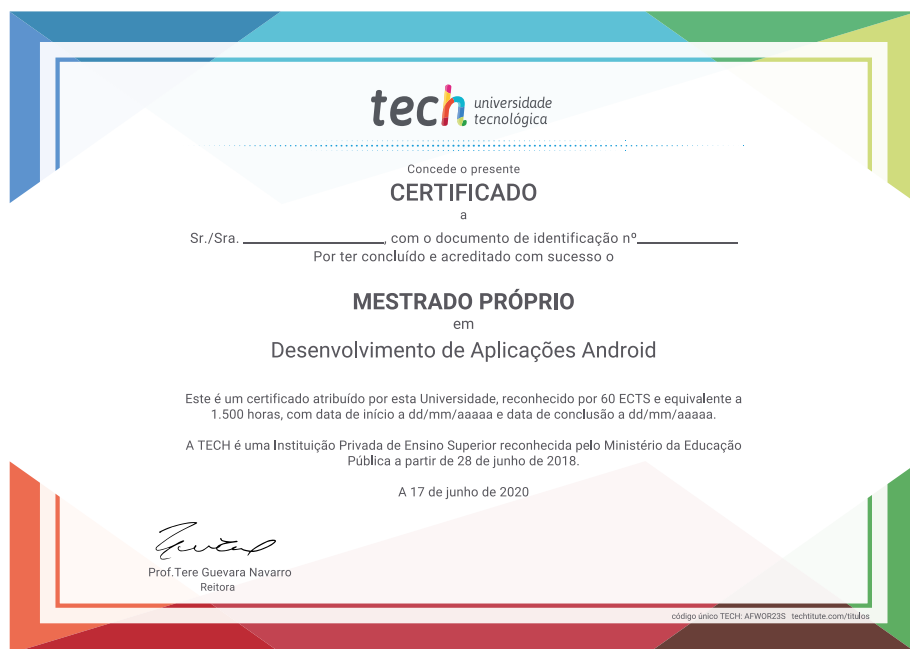 tech universidade
tecnológica
Concede o presente
CERTIFICADO
a
Sr./Sra. ____________, com o documento de identificação nº____________
Por ter concluído e acreditado com sucesso o
MESTRADO PRÓPRIO
em
Desenvolvimento de Aplicações Android
Este é um certificado atribuído por esta Universidade, reconhecido por 60 ECTS e equivalente a
1.500 horas, com data de início a dd/mm/aaaaa e data de conclusão a dd/mm/aaaaa.
A TECH é uma Instituição Privada de Ensino Superior reconhecida pelo Ministério da Educação
Pública a partir de 28 de junho de 2018.
A 17 de junho de 2020
Prof.Tere Guevara Navarro
Reitora
código único TECH: AFWOR23S techtitute.com/titulos